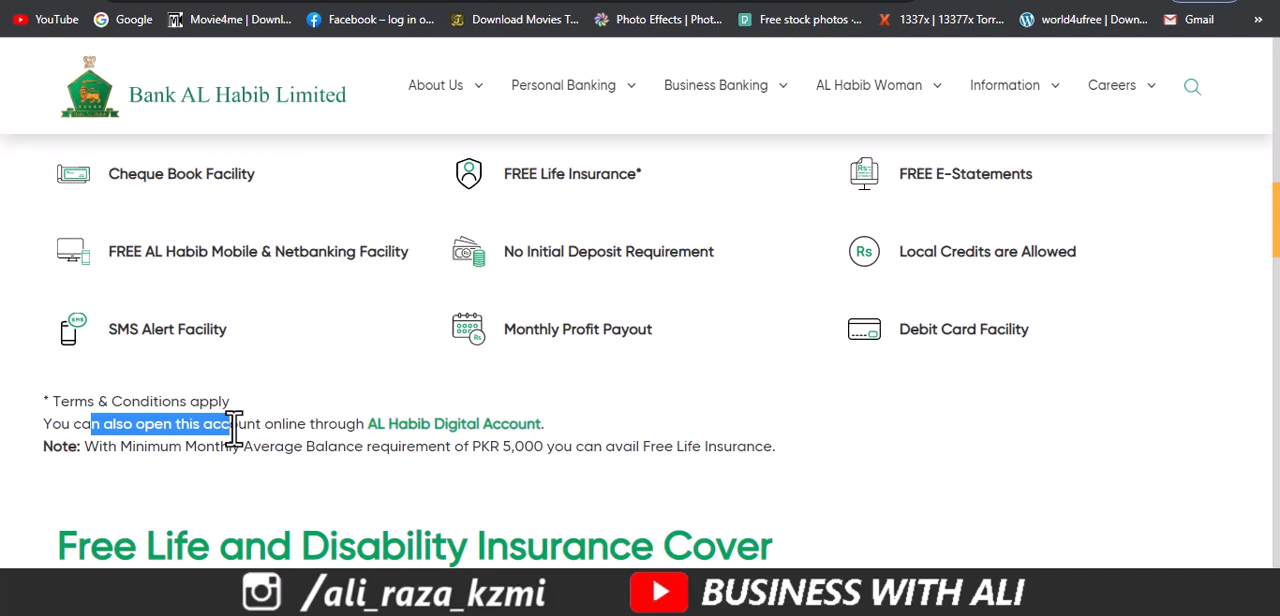 YouTube Google Movie4me | Downl... Facebook – log in o... Download Movies T... Photo Effects | Phot... Free stock photos -... 1337x | 13377x Torr... world4ufree | Down... Gmail »
Bank AL Habib Limited About Us Personal Banking Business Banking AL Habib Woman Information Careers
Cheque Book Facility FREE Life Insurance* FREE E-Statements
FREE AL Habib Mobile & Netbanking Facility No Initial Deposit Requirement Rs Local Credits are Allowed
SMS SMS Alert Facility Monthly Profit Payout Debit Card Facility
* Terms & Conditions apply
You can also open this account online through AL Habib Digital Account.
Note: With Minimum Monthly Average Balance requirement of PKR 5,000 you can avail Free Life Insurance.
Free Life and Disability Insurance Cover
/ali_raza_kzmi BUSINESS WITH ALI